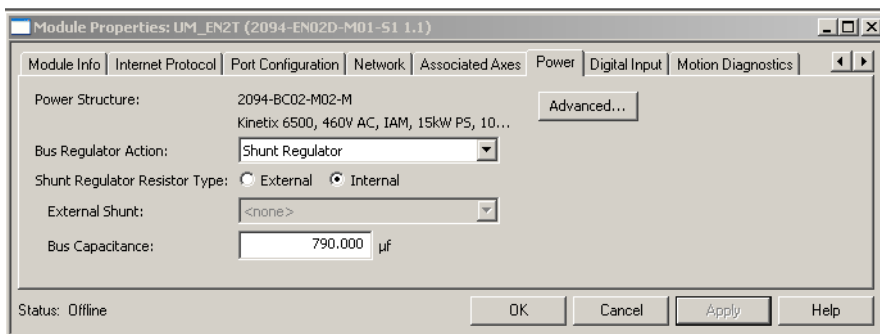 Module Properties: UM_EN2T (2094-EN02D-M01-S1 1.1)
Module Info Internet Protocol Port Configuration Network Associated Axes Power Digital Input Motion Diagnostics
Power Structure: 2094-BC02-M02-M Advanced...
Kinetix 6500, 460V AC, IAM, 15kW PS, 10...
Bus Regulator Action: Shunt Regulator
Shunt Regulator Resistor Type: External Internal
External Shunt: <none>
Bus Capacitance: 790.000 µf
Status: Offline OK Cancel Apply Help